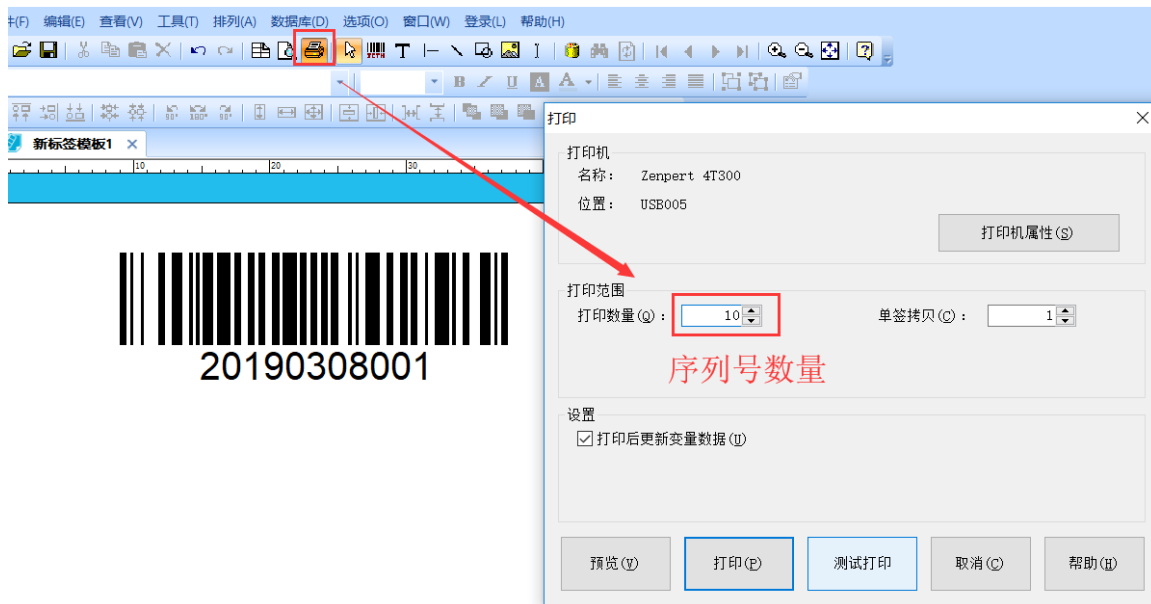 件(F) 编辑(E) 查看(V) 工具(T) 排列(A) 数据库(D) 选项(O) 窗口(W) 登录(L) 帮助(H)
新标签模板1
10 20 30
20190308001
打印
打印机
名称： Zenpert 4T300
位置： USB005
打印机属性(S)
打印范围
打印数量(Q)： 10 单签拷贝(C)： 1
序列号数量
设置
打印后更新变量数据(U)
预览(V) 打印(P) 测试打印 取消(C) 帮助(H)